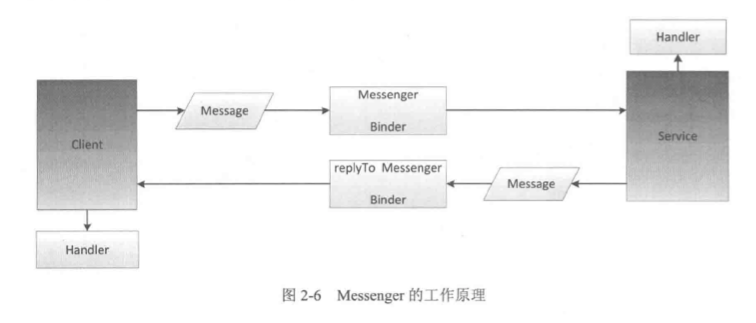 Handler
Message
Messenger
Binder
Client
Service
replyTo Messenger
Binder
Message
Handler
图 2-6 Messenger 的工作原理